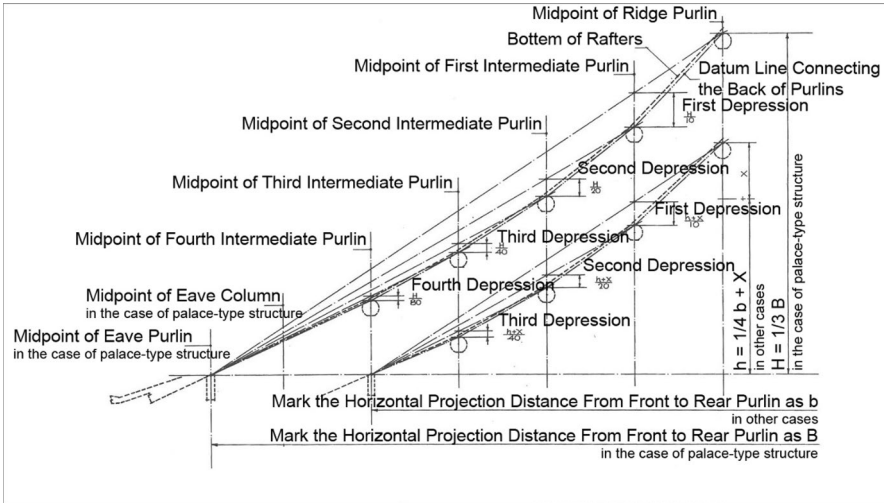 Midpoint of Ridge Purlin
Bottem of Rafters
Midpoint of First Intermediate Purlin
Datum Line Connecting
the Back of Purlins
First Depression
H/10
Midpoint of Second Intermediate Purlin
Second Depression
H/20
Midpoint of Third Intermediate Purlin
X
First Depression
h+X/10
Midpoint of Fourth Intermediate Purlin
Third Depression
H/40
Second Depression
h+X/20
Fourth Depression
H/80
Midpoint of Eave Column
in the case of palace-type structure
Third Depression
h+X/40
Midpoint of Eave Purlin
in the case of palace-type structure
h = 1/4 b + X
in other cases
H = 1/3 B
in the case of palace-type structure
Mark the Horizontal Projection Distance From Front to Rear Purlin as b
in other cases
Mark the Horizontal Projection Distance From Front to Rear Purlin as B
in the case of palace-type structure